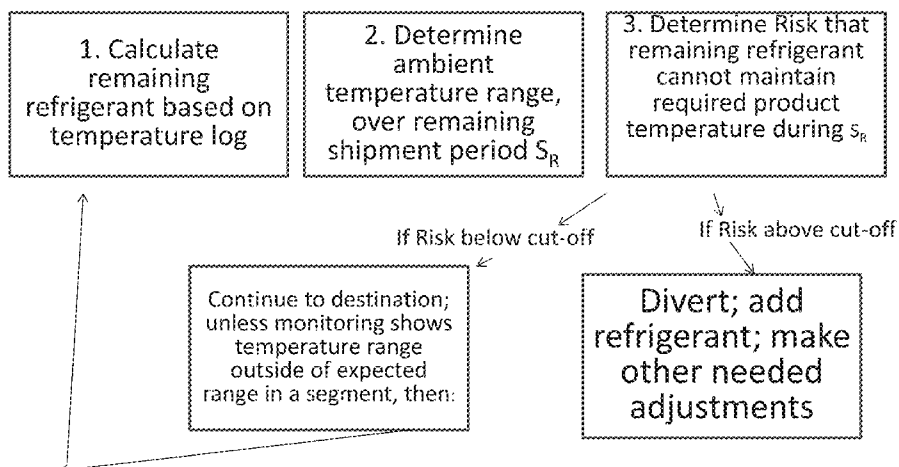 1. Calculate
remaining
refrigerant based on
temperature log
2. Determine
ambient
temperature range,
over remaining
shipment period S_R
3. Determine Risk that
remaining refrigerant
cannot maintain
required product
temperature during s_R
If Risk below cut-off
If Risk above cut-off
Continue to destination;
unless monitoring shows
temperature range
outside of expected
range in a segment, then:
Divert; add
refrigerant; make
other needed
adjustments